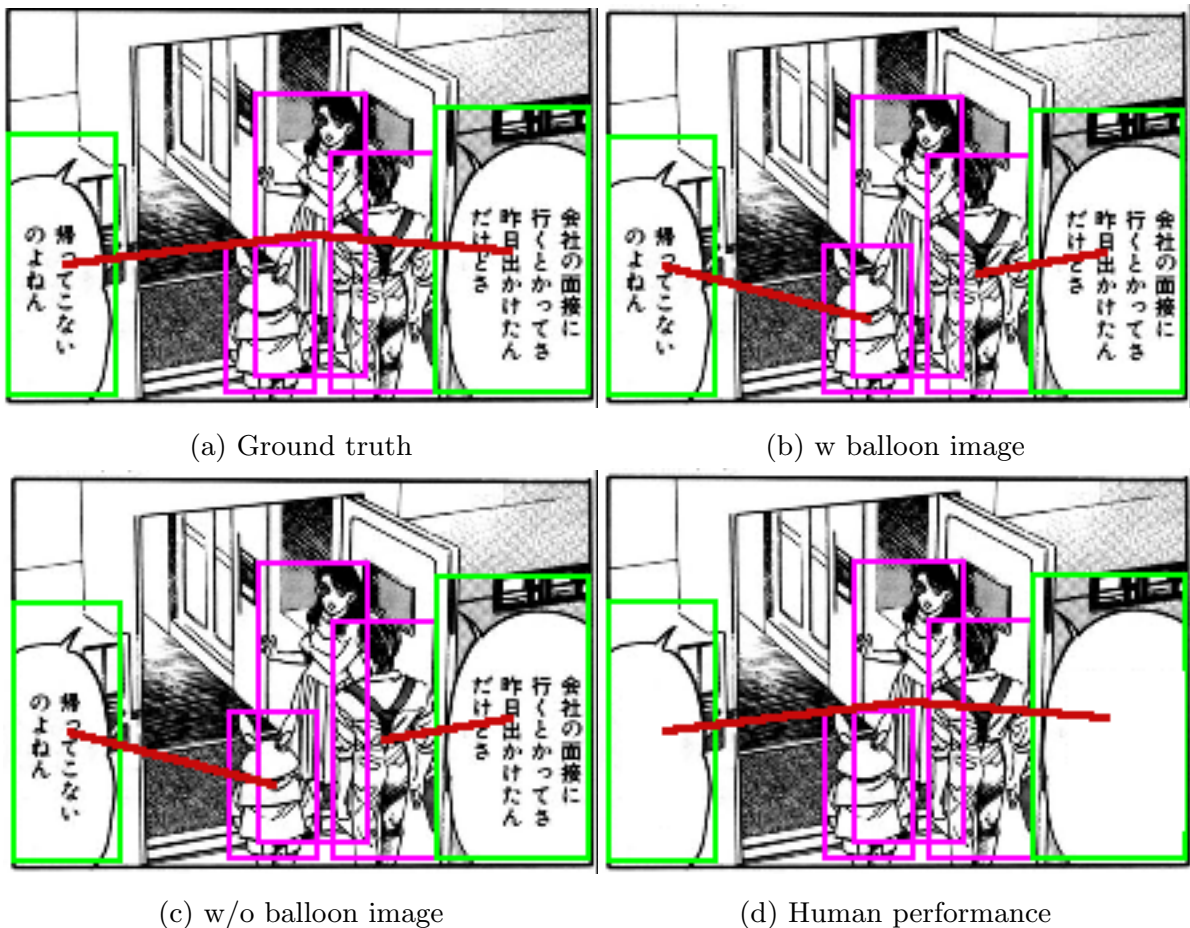 会社の面接に
行くとかってさ
昨日出かけたん
だけどさ
帰ってこない
のよねん
(a) Ground truth
会社の面接に
行くとかってさ
昨日出かけたん
だけどさ
帰ってこない
のよねん
(b) w balloon image
会社の面接に
行くとかってさ
昨日出かけたん
だけどさ
帰ってこない
のよねん
(c) w/o balloon image
(d) Human performance